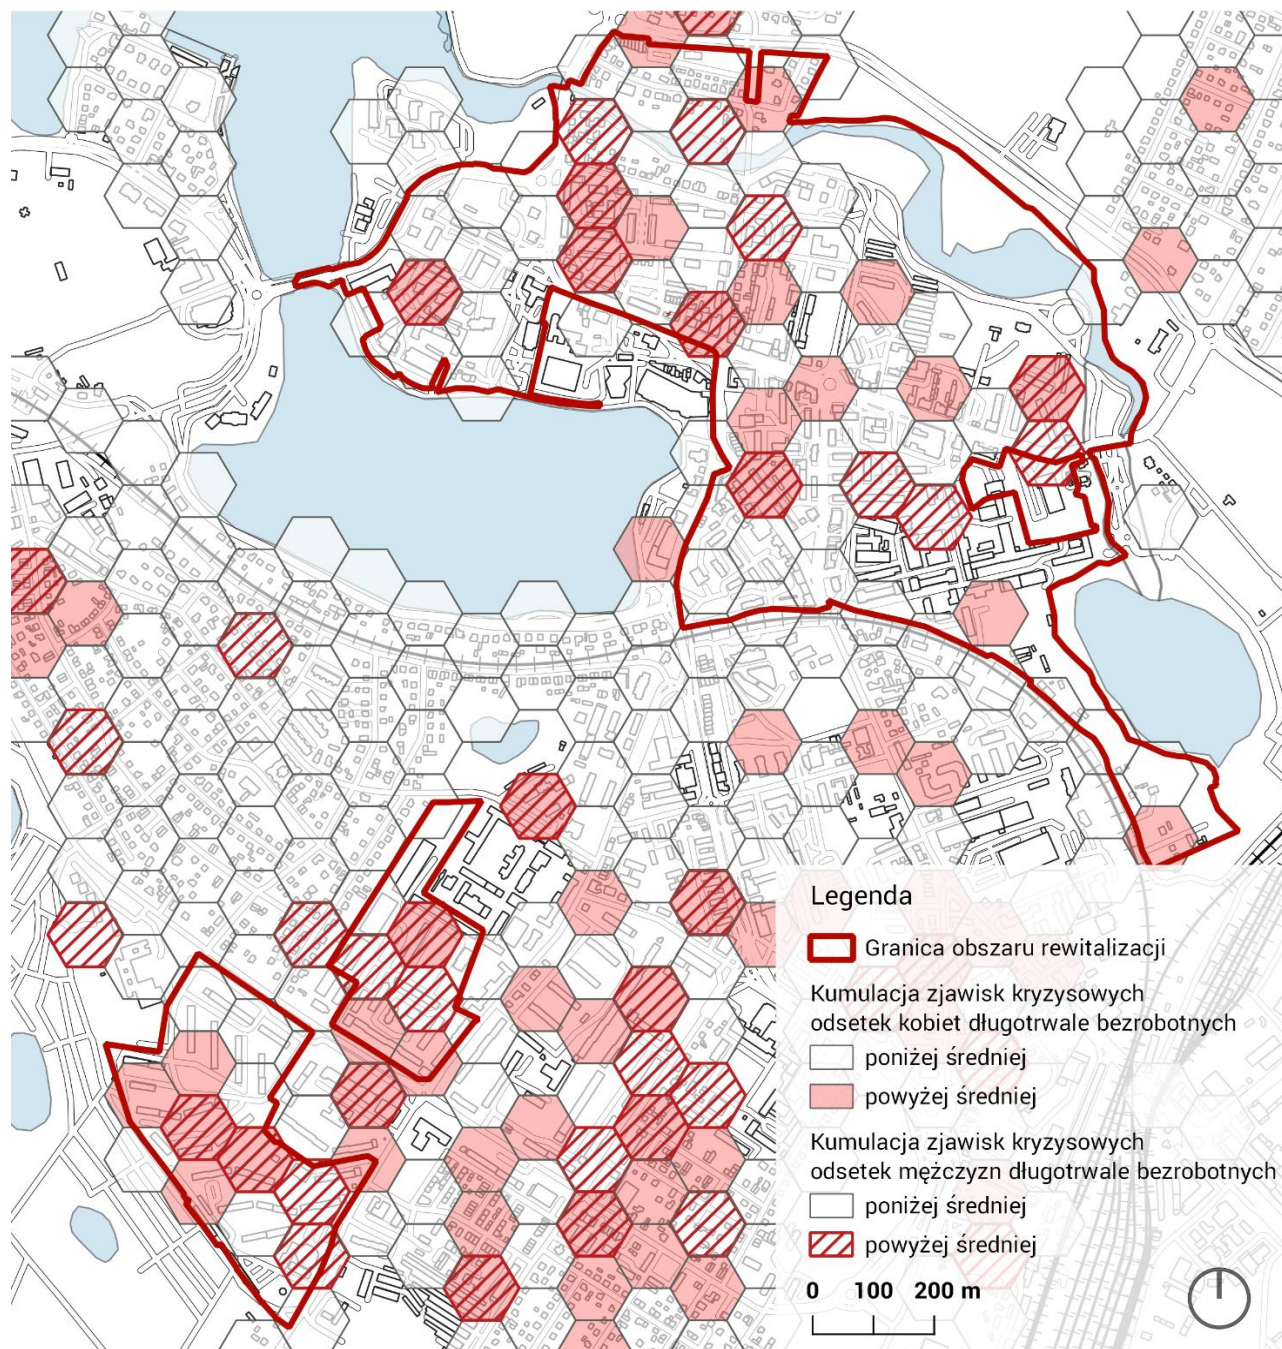 Legenda
Granica obszaru rewitalizacji
Kumulacja zjawisk kryzysowych
odsetek kobiet długotrwale bezrobotnych
poniżej średniej
powyżej średniej
Kumulacja zjawisk kryzysowych
odsetek mężczyzn długotrwale bezrobotnych
poniżej średniej
powyżej średniej
0 100 200 m